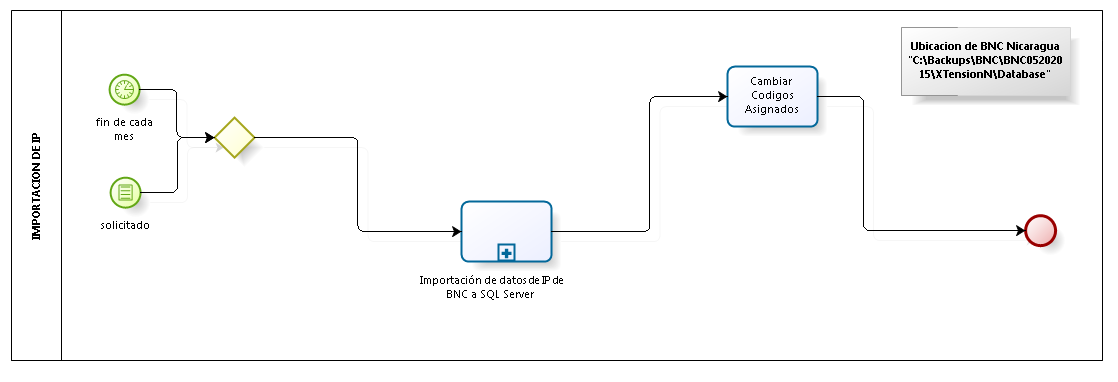 IMPORTACION DE IP
fin de cada
mes
solicitado
Importación de datos de IP de
BNC a SQL Server
Cambiar
Codigos
Asignados
Ubicacion de BNC Nicaragua
"C:\Backups\BNC\BNC052020
15\XTensionN\Database"